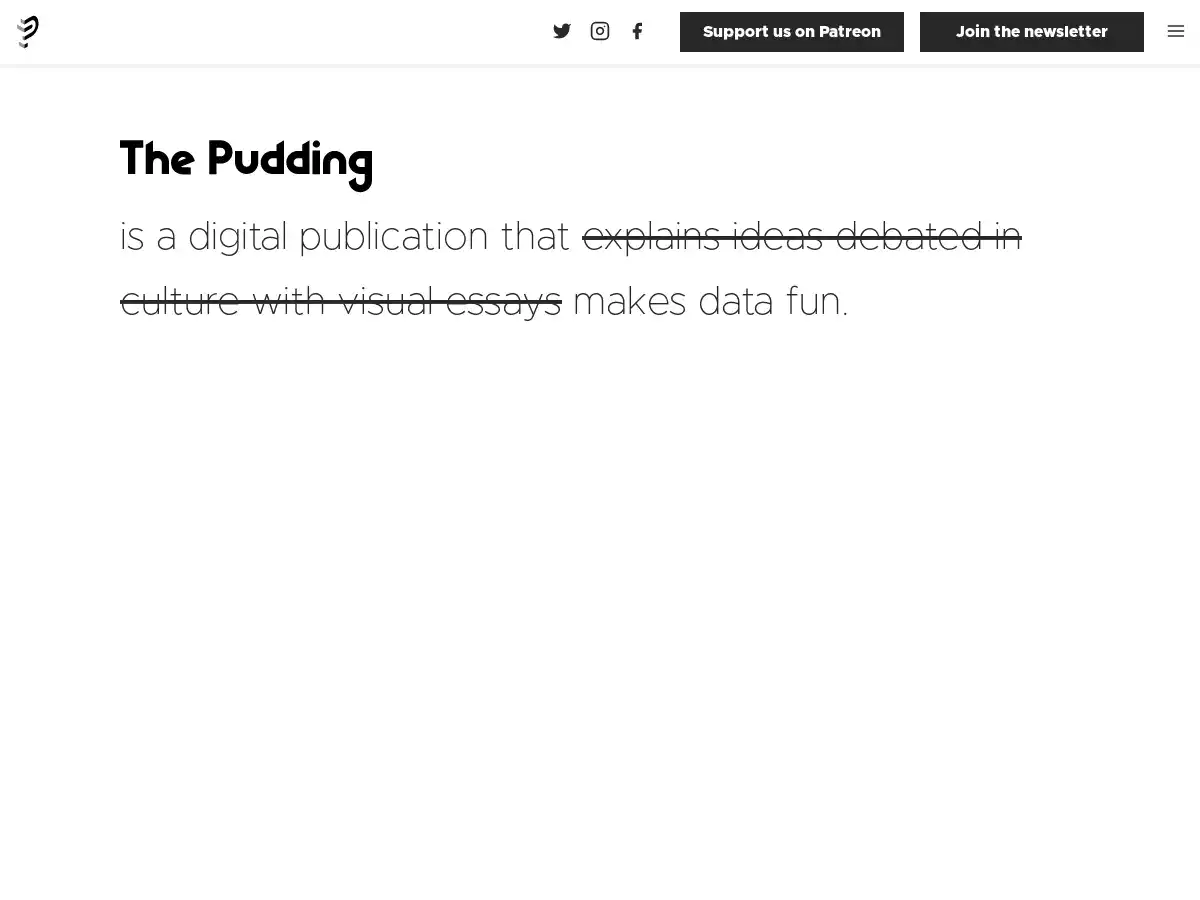 Support us on Patreon
Join the newsletter
The Pudding
is a digital publication that explains ideas debated in
culture with visual essays makes data fun.